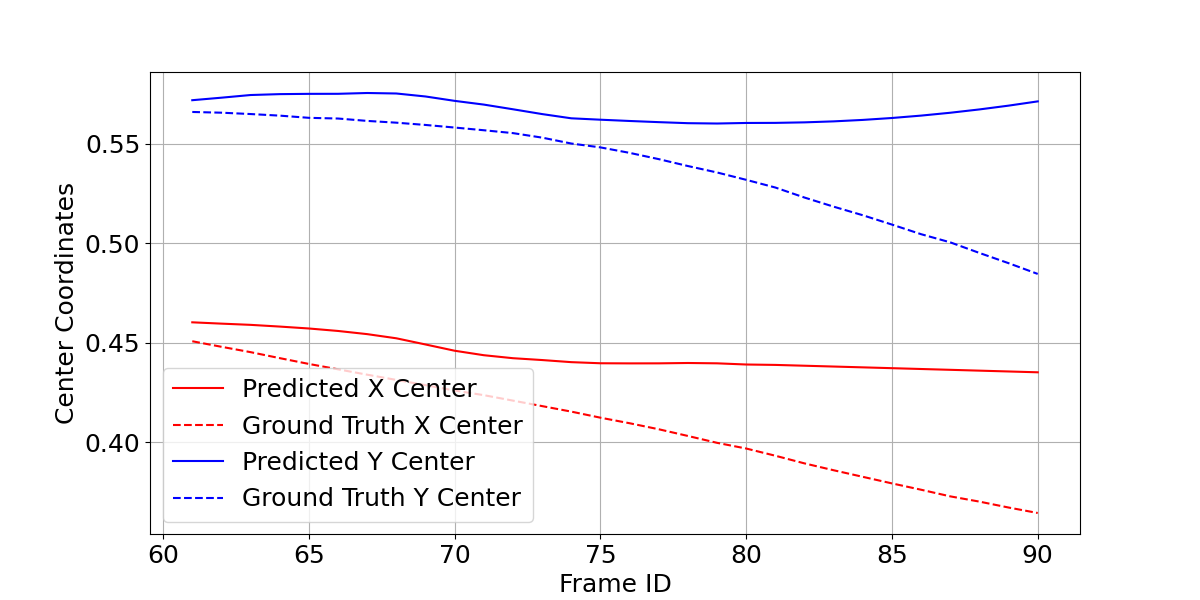 Center Coordinates
0.55
0.50
0.45
0.40
Predicted X Center
Ground Truth X Center
Predicted Y Center
Ground Truth Y Center
60 65 70 75 80 85 90
Frame ID